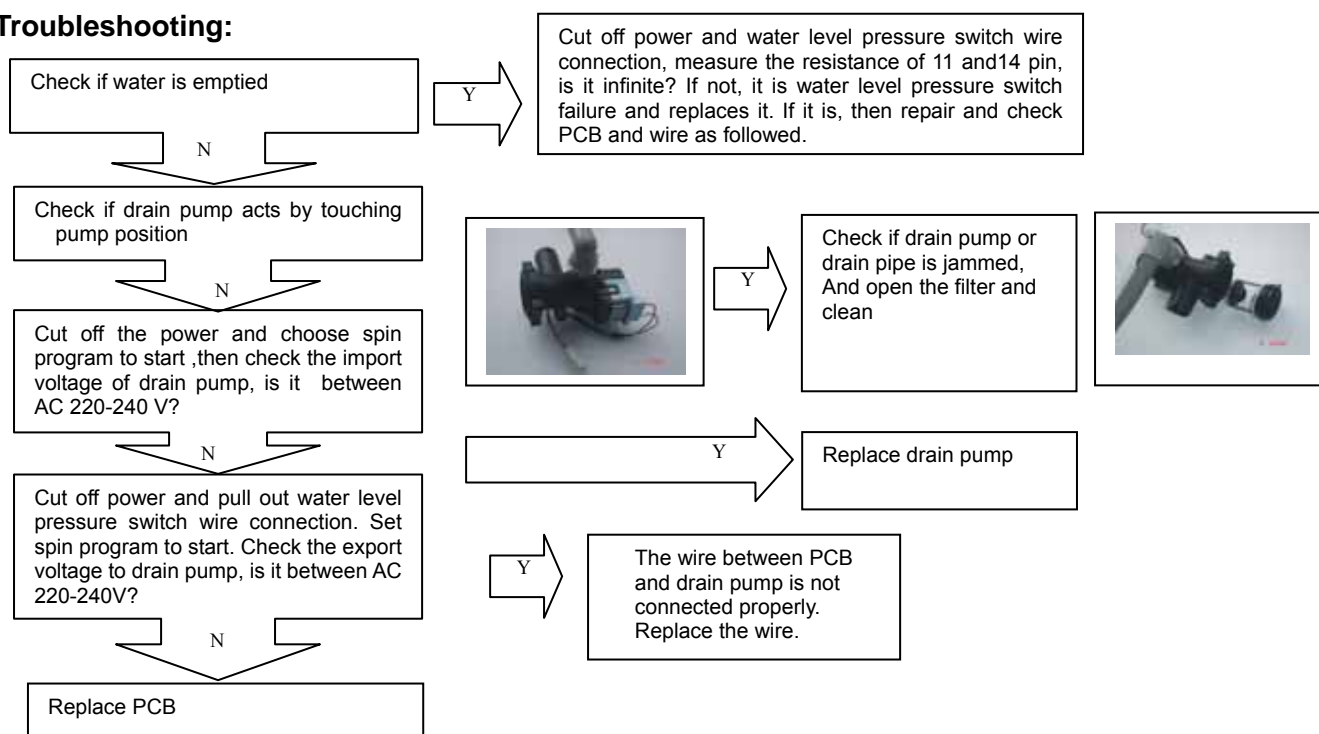 Troubleshooting:
Check if water is emptied
Y
Cut off power and water level pressure switch wire
connection, measure the resistance of 11 and14 pin,
is it infinite? If not, it is water level pressure switch
failure and replaces it. If it is, then repair and check
PCB and wire as followed.
N
Check if drain pump acts by touching
pump position
Y
Check if drain pump or
drain pipe is jammed,
And open the filter and
clean
N
Cut off the power and choose spin
program to start ,then check the import
voltage of drain pump, is it between
AC 220-240 V?
Y
Replace drain pump
N
Cut off power and pull out water level
pressure switch wire connection. Set
spin program to start. Check the export
voltage to drain pump, is it between AC
220-240V?
Y
The wire between PCB
and drain pump is not
connected properly.
Replace the wire.
N
Replace PCB